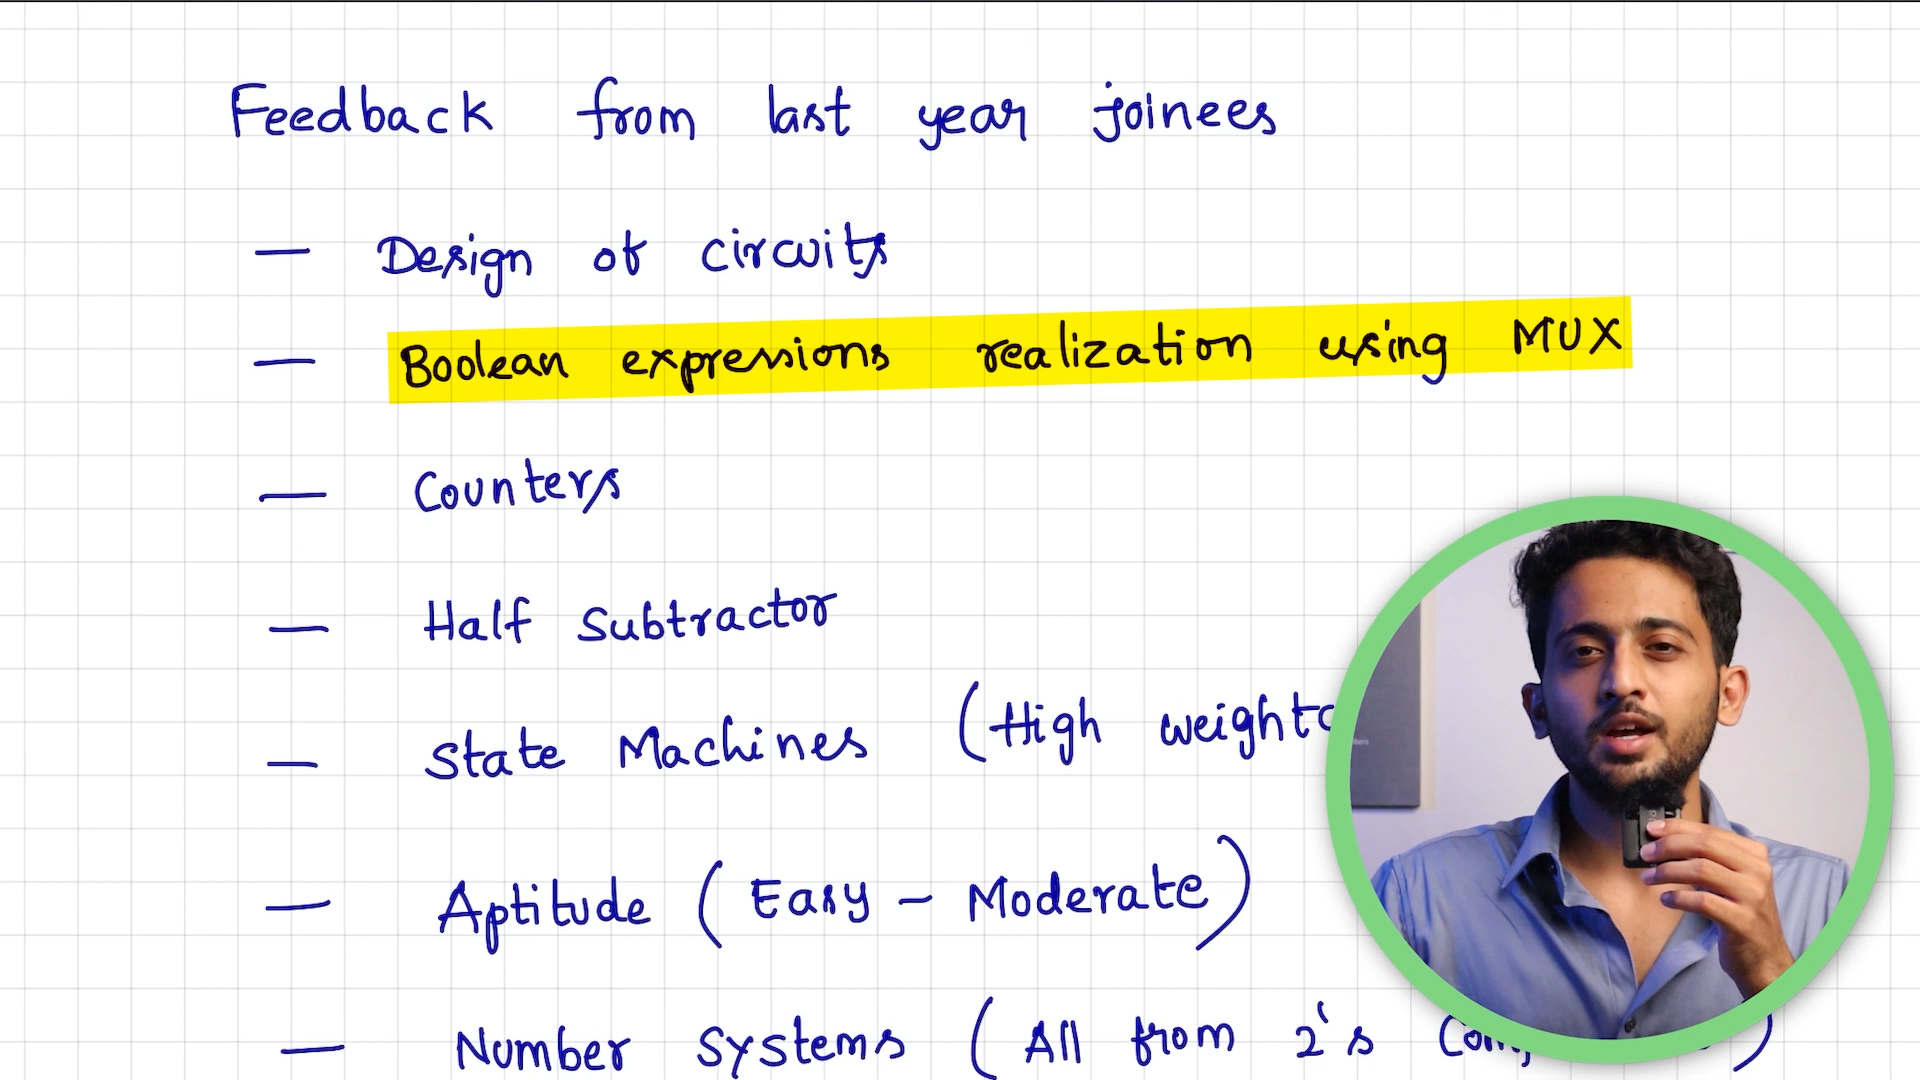 Feedback from last year joinees
— Design of circuits
— Boolean expressions realization using MUX
— Counters
— Half Subtractor
— State Machines (High
— Aptitude (Easy – Moderate)
— Number Systems (All from 2's )